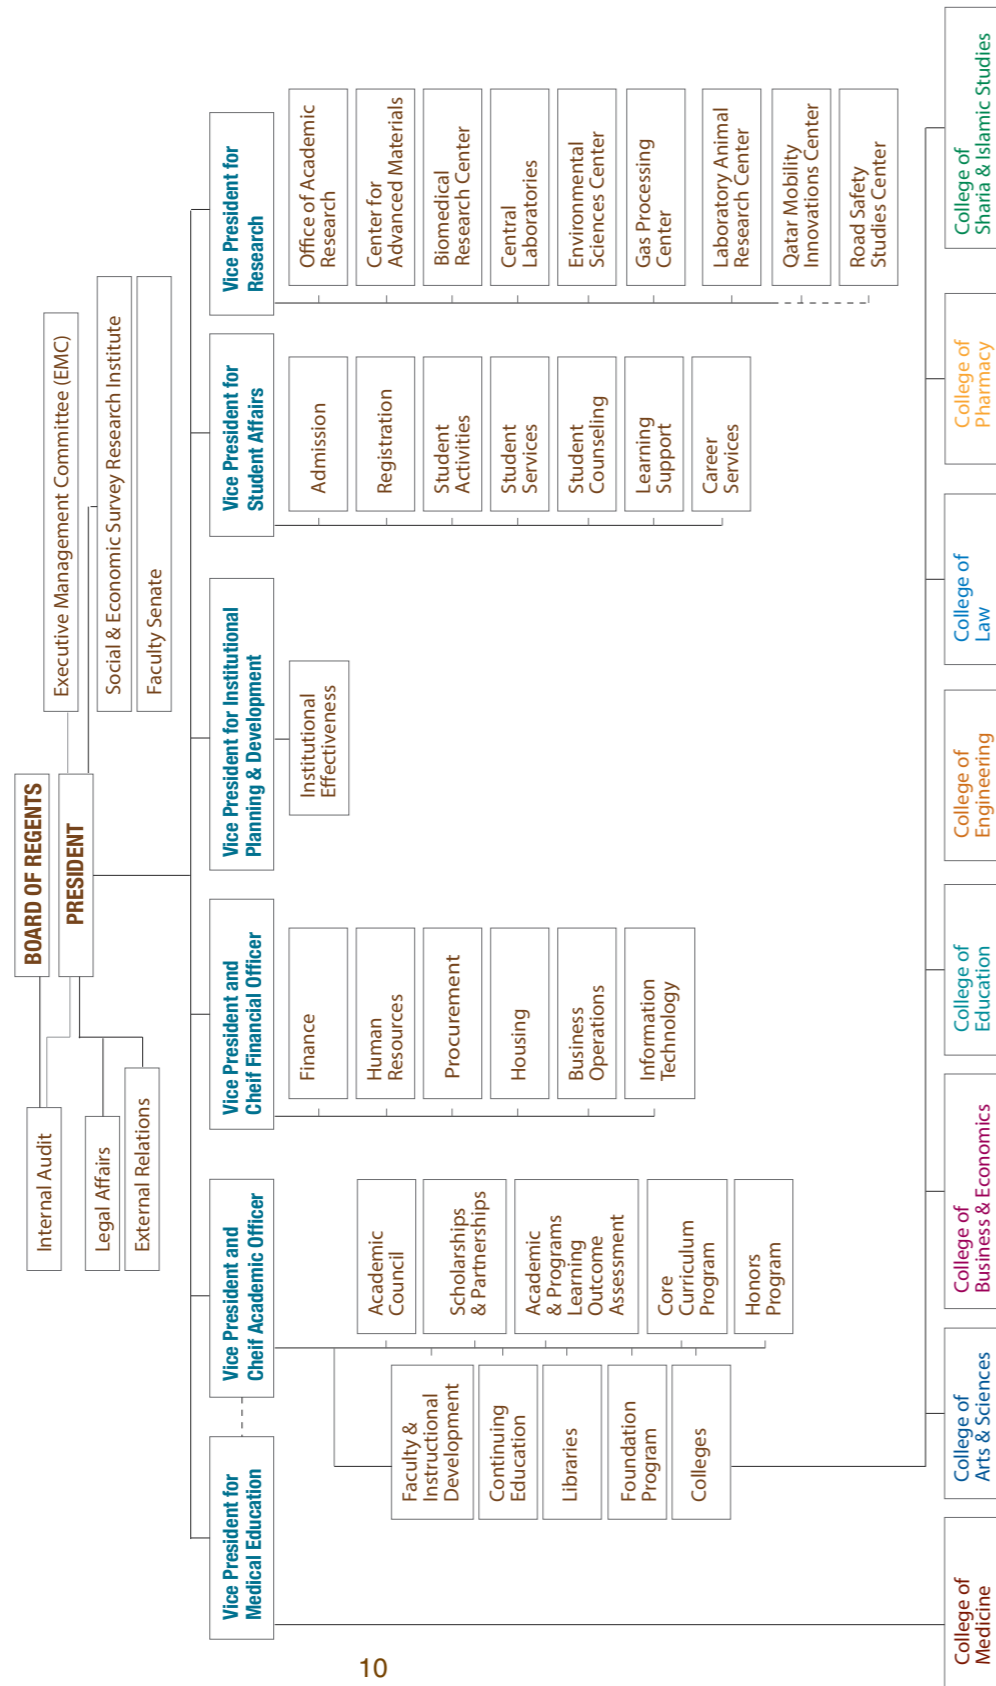 BOARD OF REGENTS
PRESIDENT
Internal Audit
Legal Affairs
External Relations
Executive Management Committee (EMC)
Social & Economic Survey Research Institute
Faculty Senate
Vice President for
Medical Education
Vice President and
Cheif Academic Officer
Vice President and
Cheif Financial Officer
Vice President for Institutional
Planning & Development
Vice President for
Student Affairs
Vice President for
Research
Faculty &
Instructional
Development
Continuing
Education
Libraries
Foundation
Program
Colleges
Academic
Council
Scholarships
& Partnerships
Academic
& Programs
Learning
Outcome
Assessment
Core
Curriculum
Program
Honors
Program
Finance
Human
Resources
Procurement
Housing
Business
Operations
Information
Technology
Institutional
Effectiveness
Admission
Registration
Student
Activities
Student
Services
Student
Counseling
Learning
Support
Career
Services
Office of Academic
Research
Center for
Advanced Materials
Biomedical
Research Center
Central
Laboratories
Environmental
Sciences Center
Gas Processing
Center
Laboratory Animal
Research Center
Qatar Mobility
Innovations Center
Road Safety
Studies Center
College of
Medicine
College of
Arts & Sciences
College of
Business & Economics
College of
Education
College of
Engineering
College of
Law
College of
Pharmacy
College of
Sharia & Islamic Studies
10